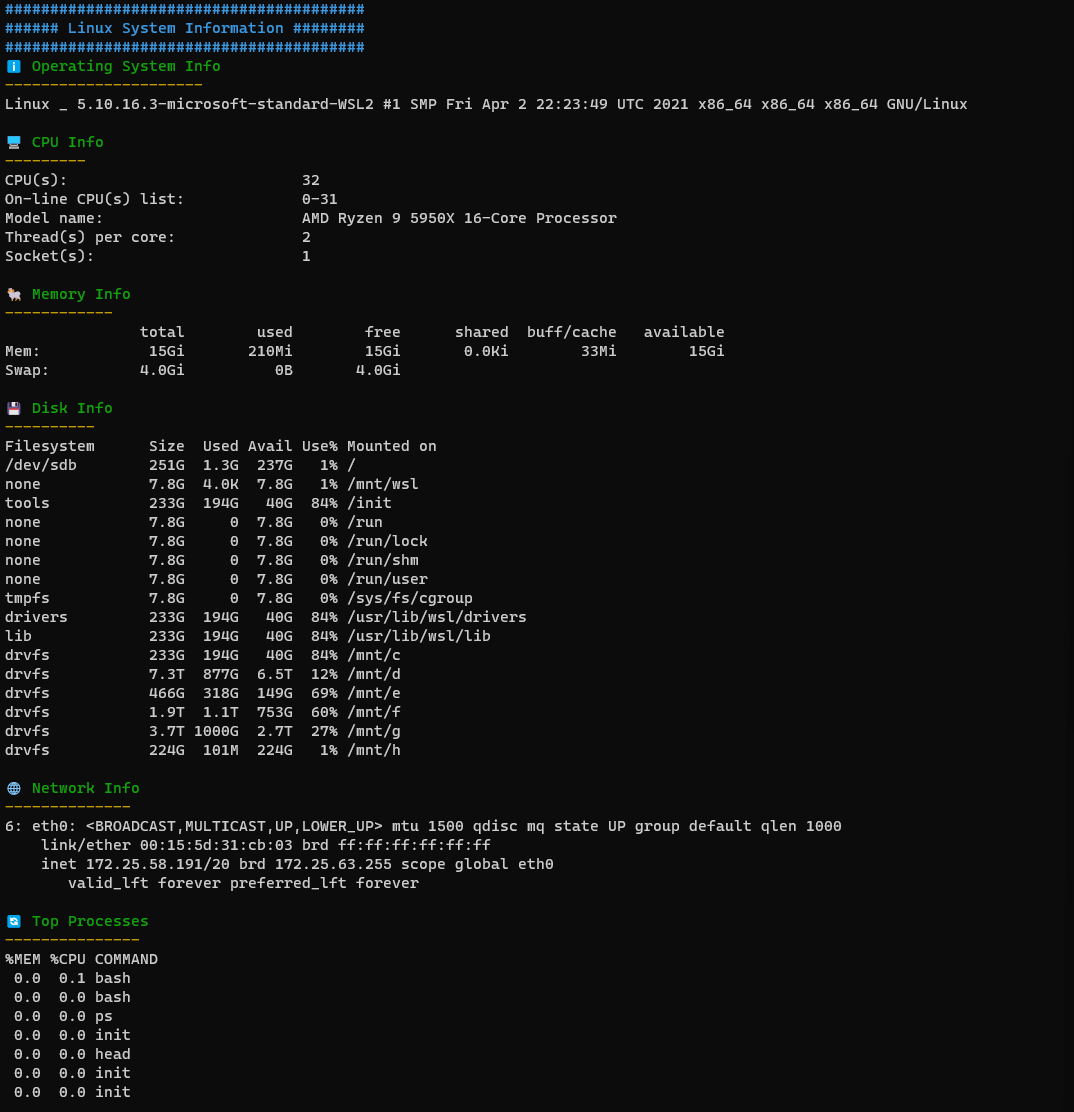 ########################################
###### Linux System Information ########
########################################
ℹ️ Operating System Info
----------------------
Linux _ 5.10.16.3-microsoft-standard-WSL2 #1 SMP Fri Apr 2 22:23:49 UTC 2021 x86_64 x86_64 x86_64 GNU/Linux
CPU Info
---------
CPU(s):                          32
On-line CPU(s) list:             0-31
Model name:                      AMD Ryzen 9 5950X 16-Core Processor
Thread(s) per core:              2
Socket(s):                       1
Memory Info
------------
               total        used        free      shared  buff/cache   available
Mem:            15Gi       210Mi        15Gi       0.0Ki        33Mi        15Gi
Swap:          4.0Gi          0B       4.0Gi
Disk Info
----------
Filesystem      Size  Used Avail Use% Mounted on
/dev/sdb        251G  1.3G  237G   1% /
none            7.8G  4.0K  7.8G   1% /mnt/wsl
tools           233G  194G   40G  84% /init
none            7.8G     0  7.8G   0% /run
none            7.8G     0  7.8G   0% /run/lock
none            7.8G     0  7.8G   0% /run/shm
none            7.8G     0  7.8G   0% /run/user
tmpfs           7.8G     0  7.8G   0% /sys/fs/cgroup
drivers         233G  194G   40G  84% /usr/lib/wsl/drivers
lib             233G  194G   40G  84% /usr/lib/wsl/lib
drvfs           233G  194G   40G  84% /mnt/c
drvfs           7.3T  877G  6.5T  12% /mnt/d
drvfs           466G  318G  149G  69% /mnt/e
drvfs           1.9T  1.1T  753G  60% /mnt/f
drvfs           3.7T 1000G  2.7T  27% /mnt/g
drvfs           224G  101M  224G   1% /mnt/h
Network Info
--------------
6: eth0: <BROADCAST,MULTICAST,UP,LOWER_UP> mtu 1500 qdisc mq state UP group default qlen 1000
    link/ether 00:15:5d:31:cb:03 brd ff:ff:ff:ff:ff:ff
    inet 172.25.58.191/20 brd 172.25.63.255 scope global eth0
       valid_lft forever preferred_lft forever
Top Processes
---------------
%MEM %CPU COMMAND
 0.0  0.1 bash
 0.0  0.0 bash
 0.0  0.0 ps
 0.0  0.0 init
 0.0  0.0 head
 0.0  0.0 init
 0.0  0.0 init